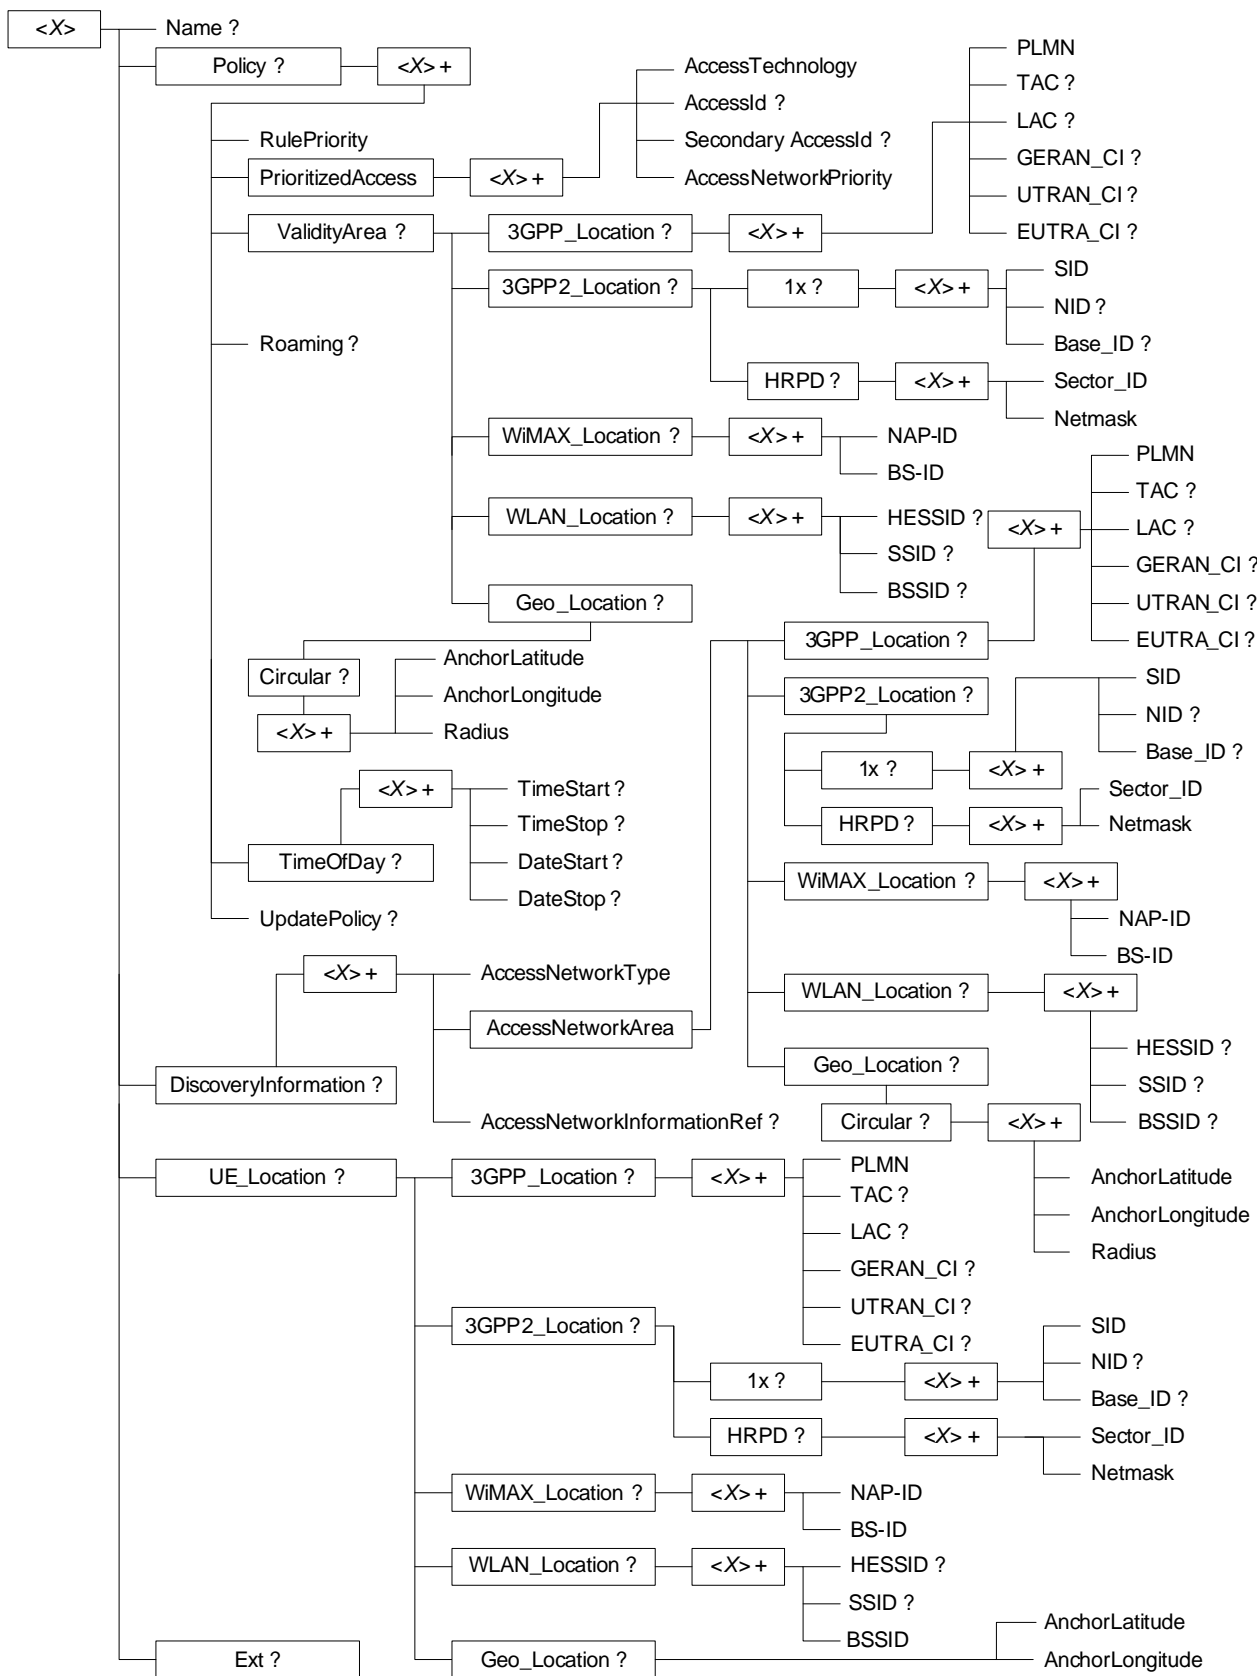 <X>
Name ?
Policy ?
<X> +
RulePriority
PrioritizedAccess
<X> +
AccessTechnology
AccessId ?
Secondary AccessId ?
AccessNetworkPriority
ValidityArea ?
3GPP_Location ?
<X> +
PLMN
TAC ?
LAC ?
GERAN_CI ?
UTRAN_CI ?
EUTRA_CI ?
3GPP2_Location ?
1x ?
<X> +
SID
NID ?
Base_ID ?
HRPD ?
<X> +
Sector_ID
Netmask
WiMAX_Location ?
<X> +
NAP-ID
BS-ID
WLAN_Location ?
<X> +
HESSID ?
SSID ?
BSSID ?
Geo_Location ?
Circular ?
<X> +
AnchorLatitude
AnchorLongitude
Radius
Roaming ?
TimeOfDay ?
<X> +
TimeStart ?
TimeStop ?
DateStart ?
DateStop ?
UpdatePolicy ?
DiscoveryInformation ?
<X> +
AccessNetworkType
AccessNetworkArea
3GPP_Location ?
<X> +
PLMN
TAC ?
LAC ?
GERAN_CI ?
UTRAN_CI ?
EUTRA_CI ?
3GPP2_Location ?
1x ?
<X> +
SID
NID ?
Base_ID ?
HRPD ?
<X> +
Sector_ID
Netmask
WiMAX_Location ?
<X> +
NAP-ID
BS-ID
WLAN_Location ?
<X> +
HESSID ?
SSID ?
BSSID ?
Geo_Location ?
Circular ?
<X> +
AnchorLatitude
AnchorLongitude
Radius
AccessNetworkInformationRef ?
UE_Location ?
3GPP_Location ?
<X> +
PLMN
TAC ?
LAC ?
GERAN_CI ?
UTRAN_CI ?
EUTRA_CI ?
3GPP2_Location ?
1x ?
<X> +
SID
NID ?
Base_ID ?
HRPD ?
<X> +
Sector_ID
Netmask
WiMAX_Location ?
<X> +
NAP-ID
BS-ID
WLAN_Location ?
<X> +
HESSID ?
SSID ?
BSSID
Geo_Location ?
AnchorLatitude
AnchorLongitude
Ext ?